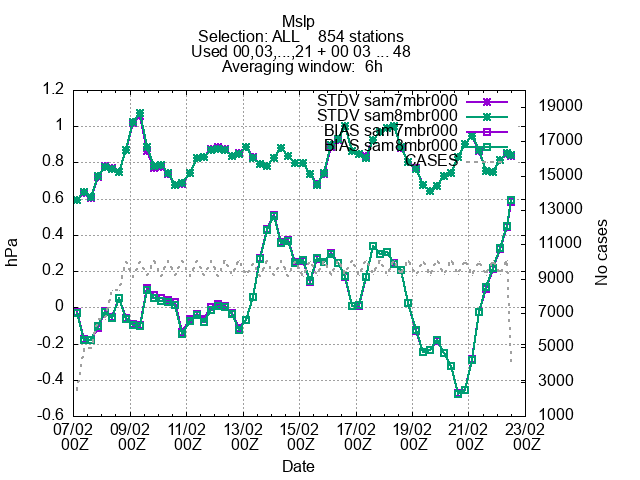 Mslp
Selection: ALL 854 stations
Used 00,03,...,21 + 00 03 ... 48
Averaging window: 6h
STDV sam7mbr000
STDV sam8mbr000
BIAS sam7mbr000
BIAS sam8mbr000
CASES
1.2
1
0.8
0.6
0.4
0.2
0
-0.2
-0.4
-0.6
hPa
19000
17000
15000
13000
11000
9000
7000
5000
3000
1000
No cases
07/02 09/02 11/02 13/02 15/02 17/02 19/02 21/02 23/02
00Z 00Z 00Z 00Z 00Z 00Z 00Z 00Z 00Z
Date